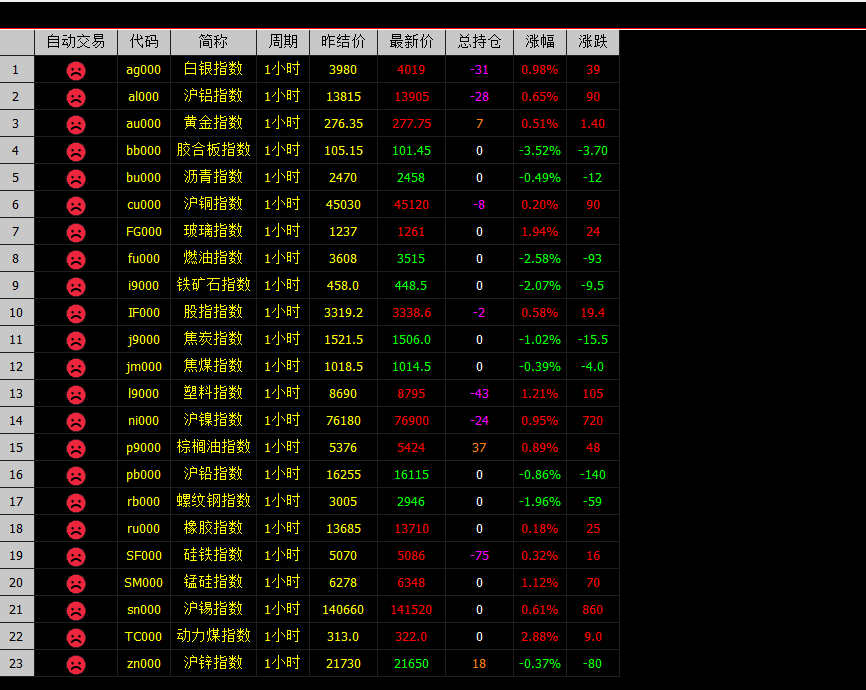 自动交易 代码 简称 周期 昨结价 最新价 总持仓 涨幅 涨跌
1 ag000 白银指数 1小时 3980 4019 -31 0.98% 39
2 al000 沪铝指数 1小时 13815 13905 -28 0.65% 90
3 au000 黄金指数 1小时 276.35 277.75 7 0.51% 1.40
4 bb000 胶合板指数 1小时 105.15 101.45 0 -3.52% -3.70
5 bu000 沥青指数 1小时 2470 2458 0 -0.49% -12
6 cu000 沪铜指数 1小时 45030 45120 -8 0.20% 90
7 FG000 玻璃指数 1小时 1237 1261 0 1.94% 24
8 fu000 燃油指数 1小时 3608 3515 0 -2.58% -93
9 i9000 铁矿石指数 1小时 458.0 448.5 0 -2.07% -9.5
10 IF000 股指指数 1小时 3319.2 3338.6 -2 0.58% 19.4
11 j9000 焦炭指数 1小时 1521.5 1506.0 0 -1.02% -15.5
12 jm000 焦煤指数 1小时 1018.5 1014.5 0 -0.39% -4.0
13 l9000 塑料指数 1小时 8690 8795 -43 1.21% 105
14 ni000 沪镍指数 1小时 76180 76900 -24 0.95% 720
15 p9000 棕榈油指数 1小时 5376 5424 37 0.89% 48
16 pb000 沪铅指数 1小时 16255 16115 0 -0.86% -140
17 rb000 螺纹钢指数 1小时 3005 2946 0 -1.96% -59
18 ru000 橡胶指数 1小时 13685 13710 0 0.18% 25
19 SF000 硅铁指数 1小时 5070 5086 -75 0.32% 16
20 SM000 锰硅指数 1小时 6278 6348 0 1.12% 70
21 sn000 沪锡指数 1小时 140660 141520 0 0.61% 860
22 TC000 动力煤指数 1小时 313.0 322.0 0 2.88% 9.0
23 zn000 沪锌指数 1小时 21730 21650 18 -0.37% -80